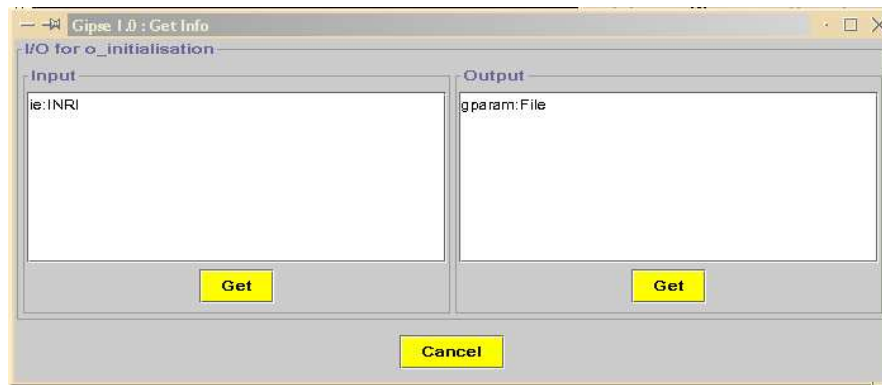 Gipse 1.0 : Get Info
I/O for o_initialisation
Input
Output
ie:INRI
gparam:File
Get
Get
Cancel